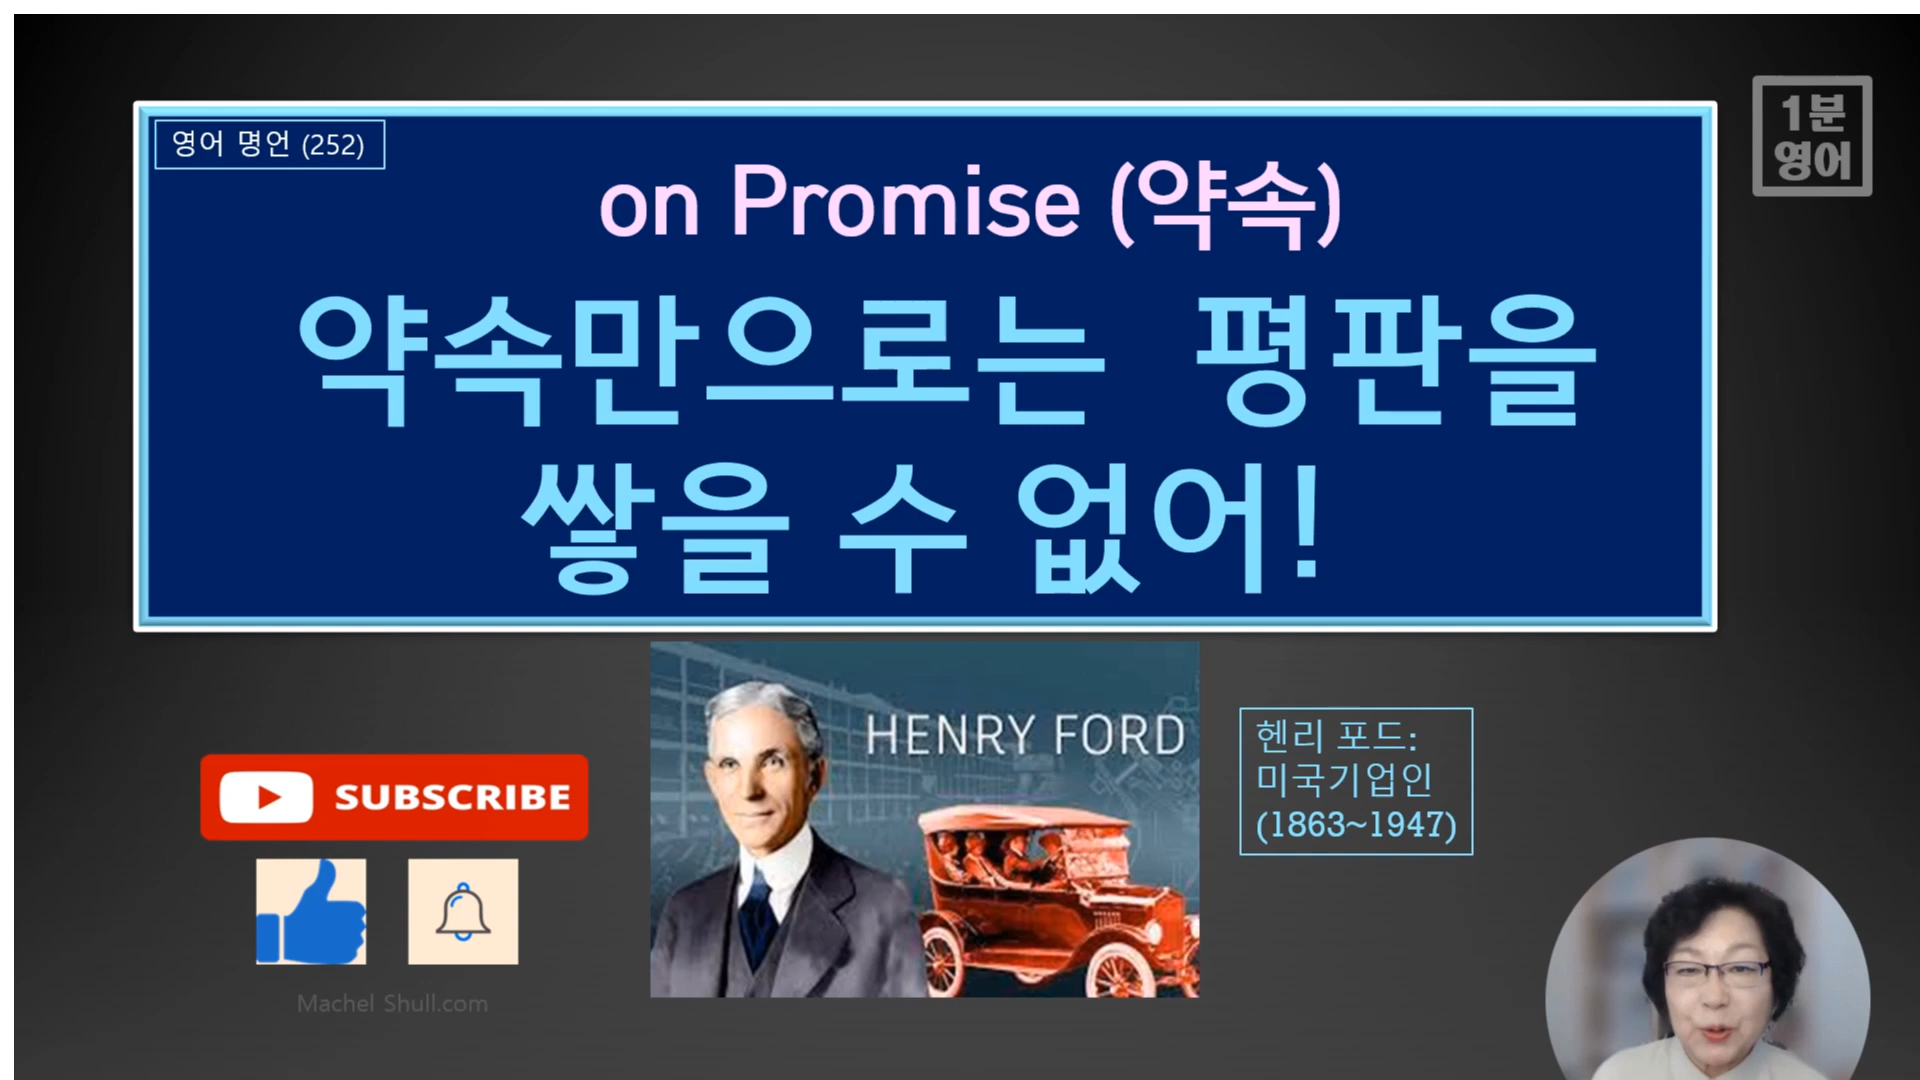 영어 명언 (252)
1분
영어
on Promise (약속)
약속만으로는 평판을
쌓을 수 없어!
HENRY FORD
헨리 포드:
미국기업인
(1863~1947)
SUBSCRIBE
Machel Shull.com